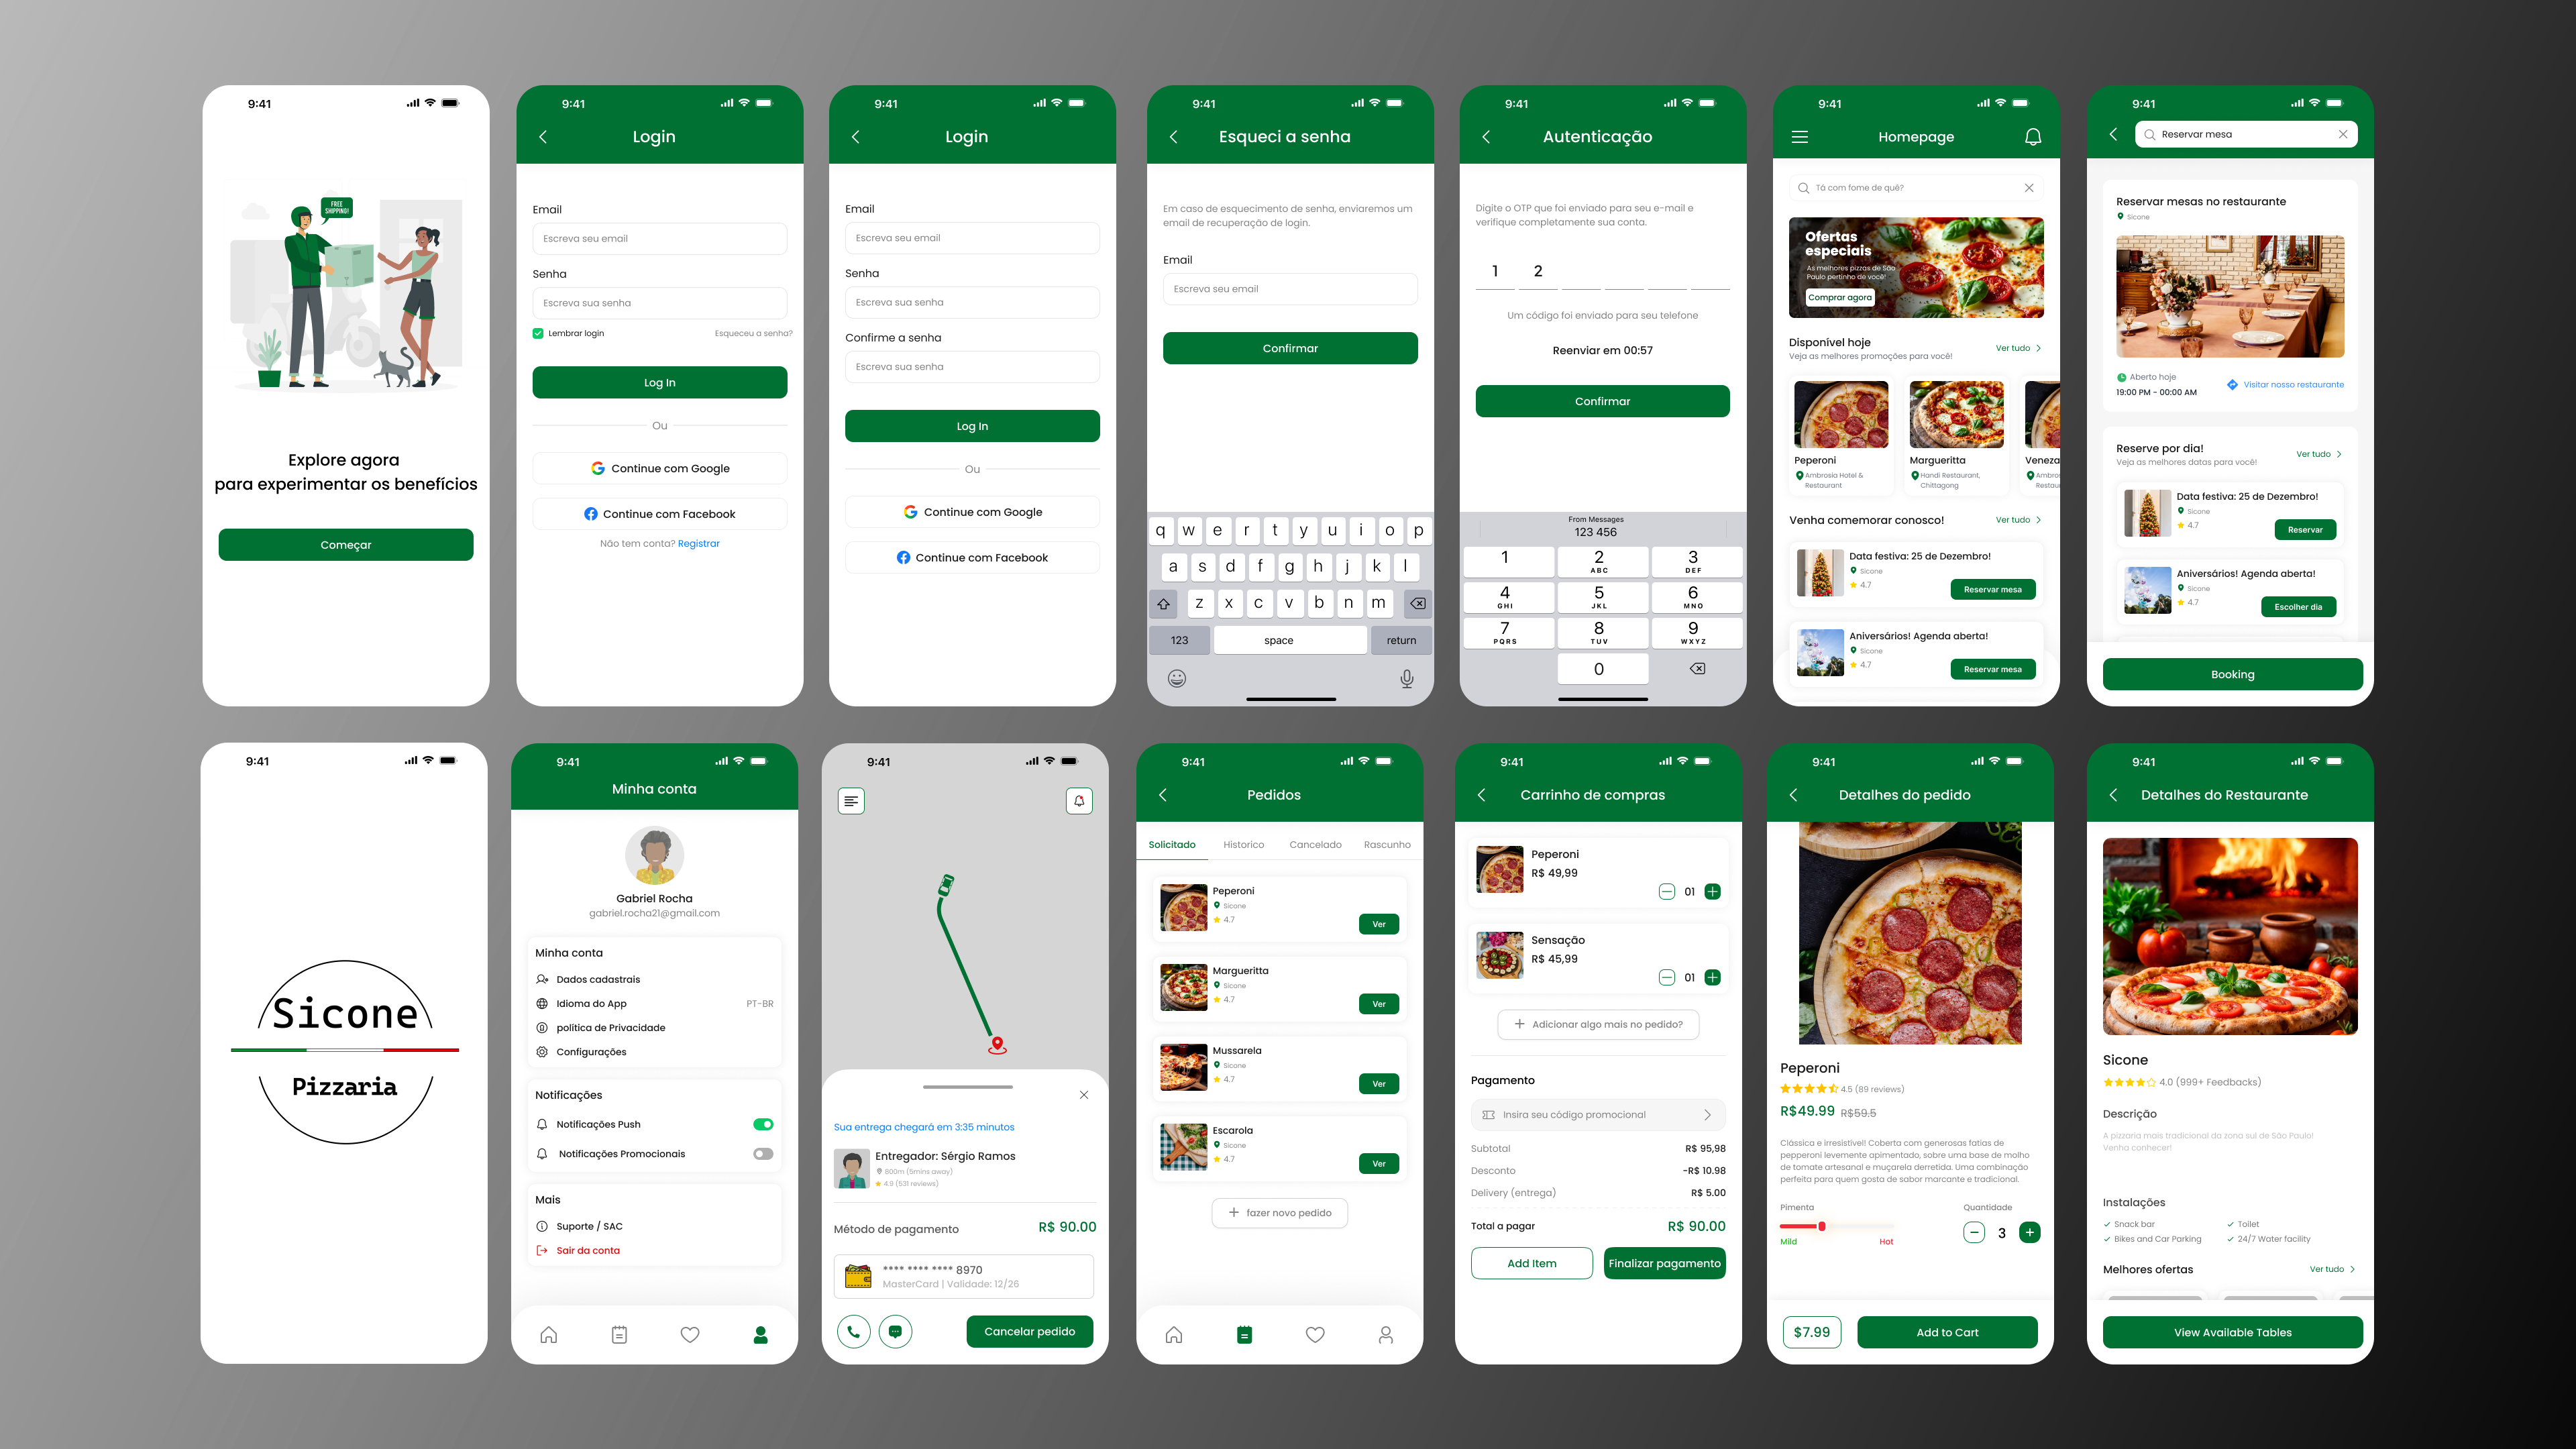 9:41
FREE
SHIPPING!
Explore agora
para experimentar os benefícios
Começar
9:41
Login
Email
Escreva seu email
Senha
Escreva sua senha
Lembrar login
Esqueceu a senha?
Log In
Ou
Continue com Google
Continue com Facebook
Não tem conta? Registrar
9:41
Login
Email
Escreva seu email
Senha
Escreva sua senha
Confirme a senha
Escreva sua senha
Log In
Ou
Continue com Google
Continue com Facebook
9:41
Esqueci a senha
Em caso de esquecimento de senha, enviaremos um
email de recuperação de login.
Email
Escreva seu email
Confirmar
q w e r t y u i o p
a s d f g h j k l
z x c v b n m
123 space return
9:41
Autenticação
Digite o OTP que foi enviado para seu e-mail e
verifique completamente sua conta.
1 2
Um código foi enviado para seu telefone
Reenviar em 00:57
Confirmar
From Messages
123 456
1 2 3
ABC DEF
4 5 6
GHI JKL MNO
7 8 9
PQRS TUV WXYZ
0
9:41
Homepage
Tá com fome de quê?
Ofertas
especiais
As melhores pizzas de São
Paulo pertinho de você!
Comprar agora
Disponível hoje
Ver tudo
Veja as melhores promoções para você!
Peperoni
Ambrosia Hotel &
Restaurant
Margueritta
Handi Restaurant,
Chittagong
Veneza
Ambros
Restau
Venha comemorar conosco!
Ver tudo
Data festiva: 25 de Dezembro!
Sicone
4.7
Reservar mesa
Aniversários! Agenda aberta!
Sicone
4.7
Reservar mesa
9:41
Reservar mesa
Reservar mesas no restaurante
Sicone
Aberto hoje
19:00 PM - 00:00 AM
Visitar nosso restaurante
Reserve por dia!
Ver tudo
Veja as melhores datas para você!
Data festiva: 25 de Dezembro!
Sicone
4.7
Reservar
Aniversários! Agenda aberta!
Sicone
4.7
Escolher dia
Booking
9:41
Sicone
Pizzaria
9:41
Minha conta
Gabriel Rocha
gabriel.rocha21@gmail.com
Minha conta
Dados cadastrais
Idioma do App
PT-BR
política de Privacidade
Configurações
Notificações
Notificações Push
Notificações Promocionais
Mais
Suporte / SAC
Sair da conta
9:41
Sua entrega chegará em 3:35 minutos
Entregador: Sérgio Ramos
800m (5mins away)
4.9 (531 reviews)
Método de pagamento
R$ 90.00
**** **** **** 8970
MasterCard | Validade: 12/26
Cancelar pedido
9:41
Pedidos
Solicitado Historico Cancelado Rascunho
Peperoni
Sicone
4.7
Ver
Margueritta
Sicone
4.7
Ver
Mussarela
Sicone
4.7
Ver
Escarola
Sicone
4.7
Ver
fazer novo pedido
9:41
Carrinho de compras
Peperoni
R$ 49,99
01
Sensação
R$ 45,99
01
Adicionar algo mais no pedido?
Pagamento
Insira seu código promocional
Subtotal R$ 95,98
Desconto -R$ 10.98
Delivery (entrega) R$ 5.00
Total a pagar R$ 90.00
Add Item
Finalizar pagamento
9:41
Detalhes do pedido
Peperoni
4.5 (89 reviews)
R$49.99 R$59.5
Clássica e irresistível! Coberta com generosas fatias de
pepperoni levemente apimentado, sobre uma base de molho
de tomate artesanal e muçarela derretida. Uma combinação
perfeita para quem gosta de sabor marcante e tradicional.
Pimenta
Quantidade
3
Mild Hot
$7.99
Add to Cart
9:41
Detalhes do Restaurante
Sicone
4.0 (999+ Feedbacks)
Descrição
A pizzaria mais tradicional da zona sul de São Paulo!
Venha conhecer!
Instalações
Snack bar
Toilet
Bikes and Car Parking
24/7 Water facility
Melhores ofertas
Ver tudo
View Available Tables